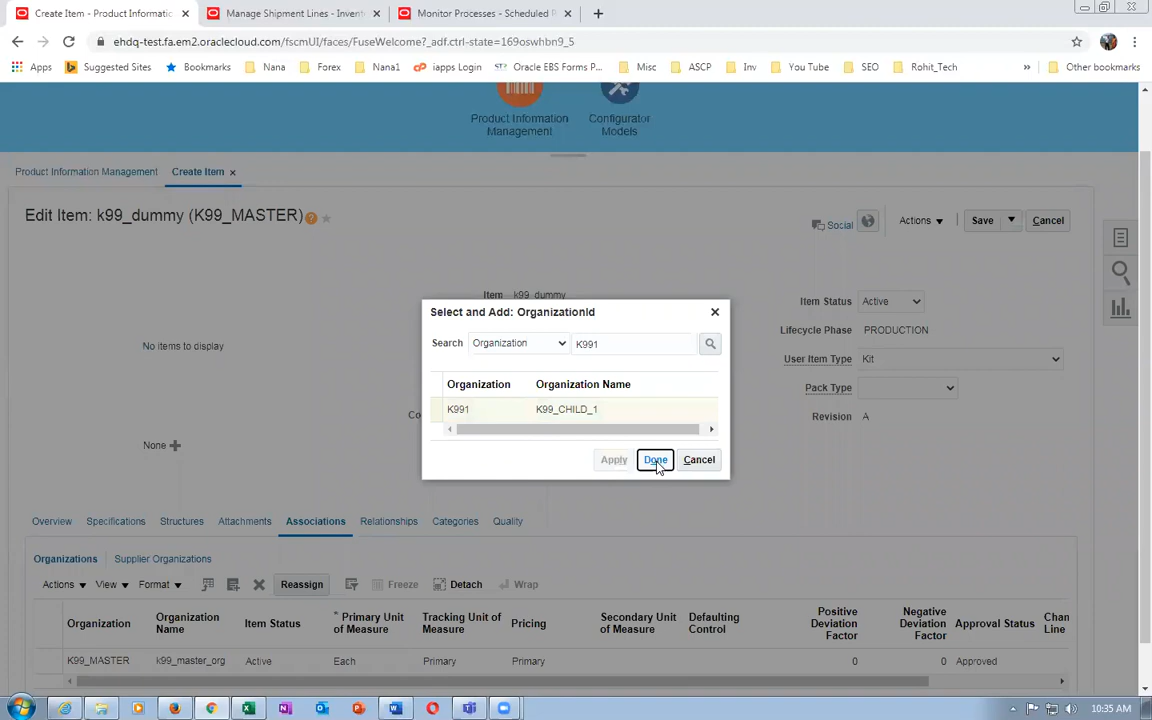 Create Item - Product Informatic
Manage Shipment Lines - Invent
Monitor Processes - Scheduled P
ehdq-test.fa.em2.oraclecloud.com/fscmUI/faces/FuseWelcome?_adf.ctrl-state=169oswhbn9_5
Apps Suggested Sites Bookmarks Nana Forex Nana1 iapps Login Oracle EBS Forms P... Misc ASCP Inv You Tube SEO Rohit_Tech » Other bookmarks
Product Information Management
Configurator Models
Product Information Management Create Item
Edit Item: k99_dummy (K99_MASTER)
Social Actions Save Cancel
Item k99_dummy
Item Status Active
Lifecycle Phase PRODUCTION
No items to display
User Item Type Kit
Pack Type
Revision A
None
Select and Add: OrganizationId
Search Organization K991
Organization Organization Name
K991 K99_CHILD_1
Apply Done Cancel
Overview Specifications Structures Attachments Associations Relationships Categories Quality
Organizations Supplier Organizations
Actions View Format Reassign Freeze Detach Wrap
Organization
Organization Name
Item Status
* Primary Unit of Measure
Tracking Unit of Measure
Pricing
Secondary Unit of Measure
Defaulting Control
Positive Deviation Factor
Negative Deviation Factor
Approval Status
Line
K99_MASTER k99_master_org Active Each Primary Primary 0 0 Approved
10:35 AM